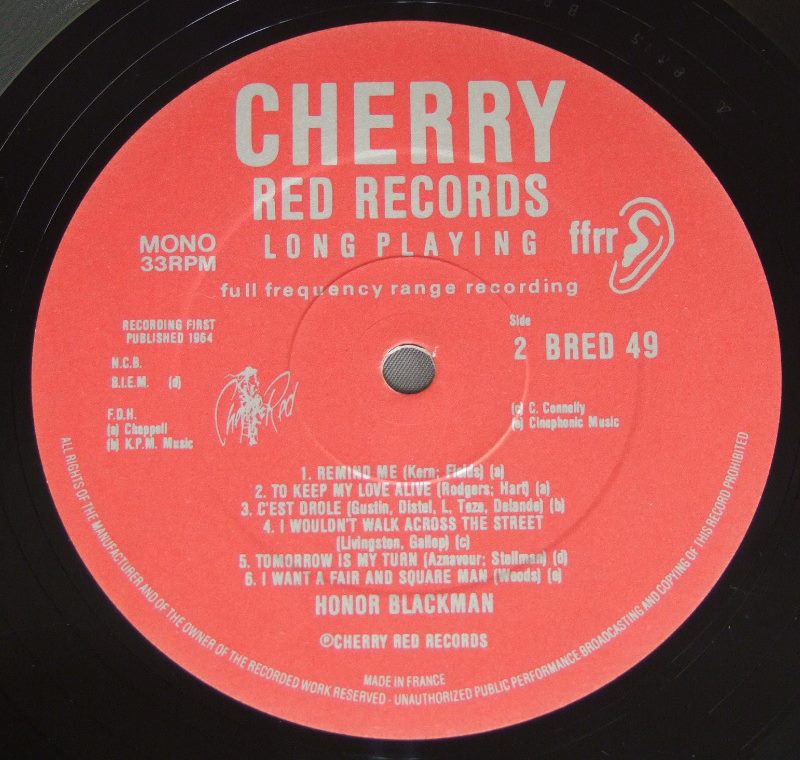 CHERRY
RED RECORDS
LONG PLAYING
ffrr
MONO
33RPM
full frequency range recording
RECORDING FIRST
PUBLISHED 1964
N.C.B.
B.I.E.M. (d)
F.D.H.
(a) Chappell
(b) K.P.M. Music
Cherry Red
Side
2 BRED 49
(c) C. Connelly
(e) Cinephonic Music
1. REMIND ME (Kern; Fields) (a)
2. TO KEEP MY LOVE ALIVE (Rodgers; Hart) (a)
3. C'EST DROLE (Gustin, Distel, L. Teze, Delande) (b)
4. I WOULDN'T WALK ACROSS THE STREET
(Livingston, Gallop) (c)
5. TOMORROW IS MY TURN (Aznavour; Stellman) (d)
6. I WANT A FAIR AND SQUARE MAN (Woods) (e)
HONOR BLACKMAN
℗CHERRY RED RECORDS
MADE IN FRANCE
ALL RIGHTS OF THE MANUFACTURER AND OF THE OWNER OF THE RECORDED WORK RESERVED - UNAUTHORIZED PUBLIC PERFORMANCE BROADCASTING AND COPYING OF THIS RECORD PROHIBITED